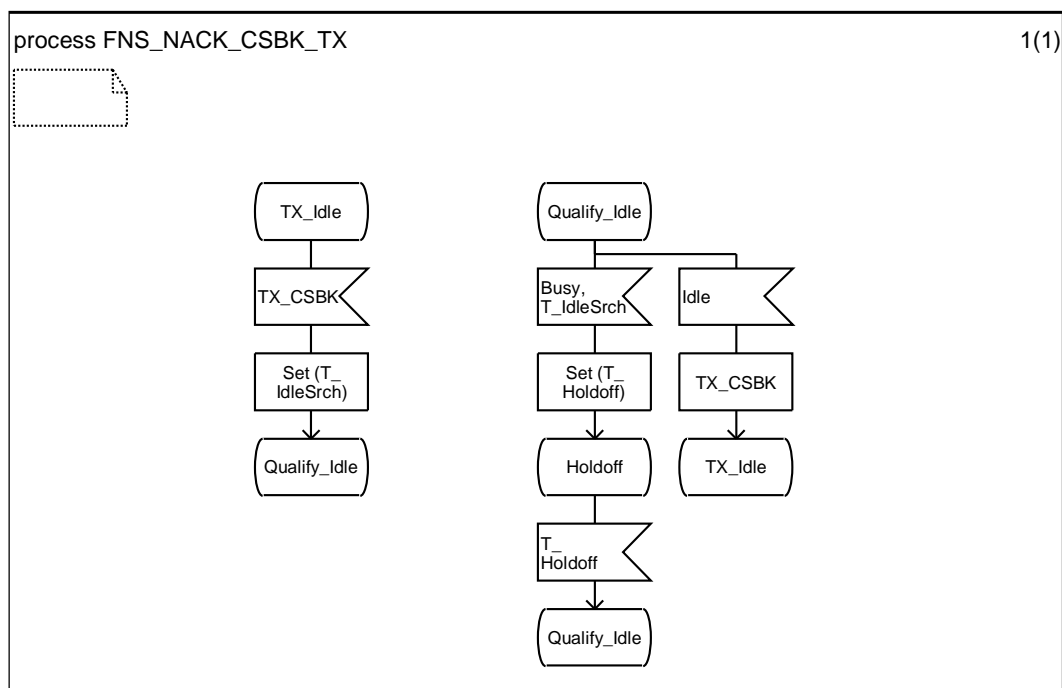 process FNS_NACK_CSBK_TX
1(1)
TX_Idle
TX_CSBK
Set (T_
IdleSrch)
Qualify_Idle
Qualify_Idle
Busy,
T_IdleSrch
Set (T_
Holdoff)
Holdoff
T_
Holdoff
Qualify_Idle
Idle
TX_CSBK
TX_Idle